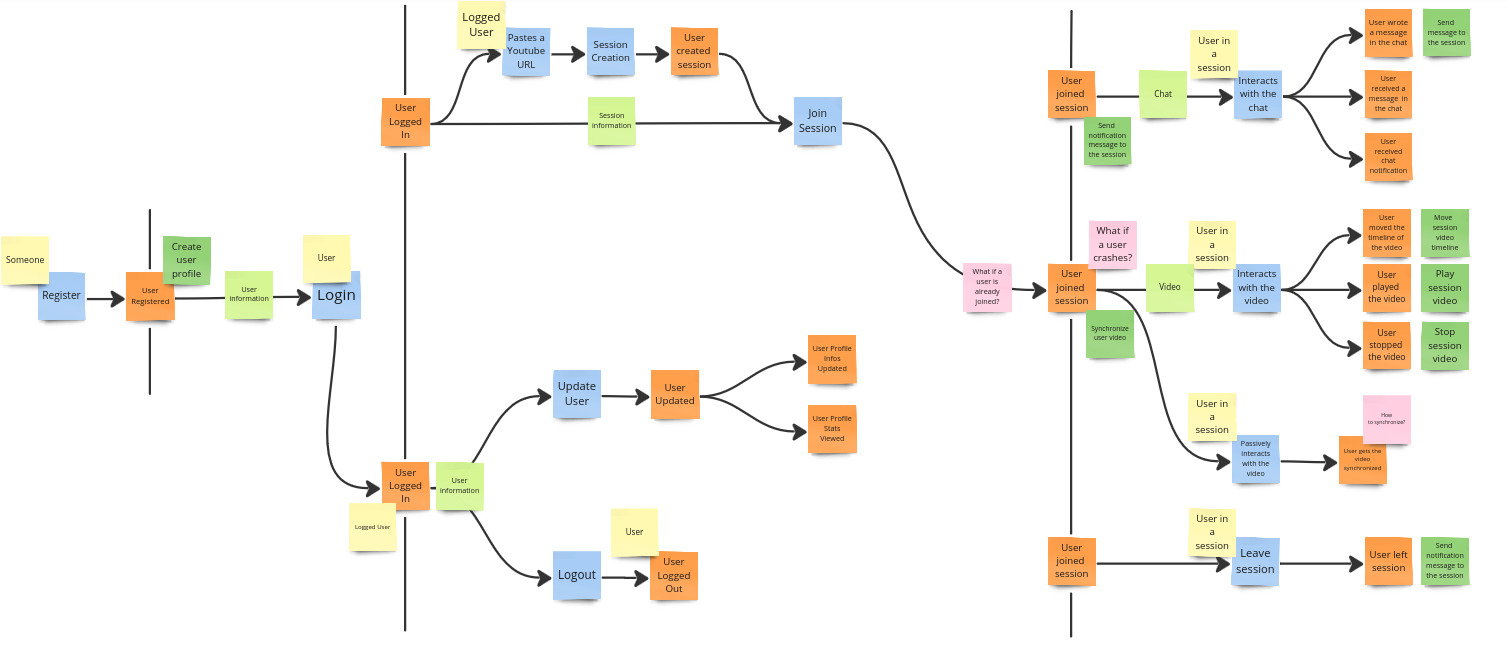 Someone
Register
User
Registered
Create
user
profile
User
information
User
Login
User
Logged
In
Logged
User
Pastes a
Youtube
URL
Session
Creation
User
created
session
Session
information
Join
Session
User
Logged
In
Logged User
User
information
Update
User
User
Updated
User Profile
Infos
Updated
User Profile
Stats
Viewed
Logout
User
User
Logged
Out
What if a
user is
already
joined?
User
joined
session
Send
notification
message to
the session
Chat
User in
a
session
Interacts
with the
chat
User wrote
a message
in the chat
Send
message to
the session
User
received a
message in
the chat
User
received
chat
notification
What if
a user
crashes?
User
joined
session
Synchronize
user video
Video
User in
a
session
Interacts
with the
video
User
moved the
timeline of
the video
Move
session
video
timeline
User
played
the video
Play
session
video
User
stopped
the video
Stop
session
video
User in
a
session
Passively
interacts
with the
video
How
to synchronize?
User gets the
video
synchronized
User
joined
session
User in
a
session
Leave
session
User left
session
Send
notification
message to
the session